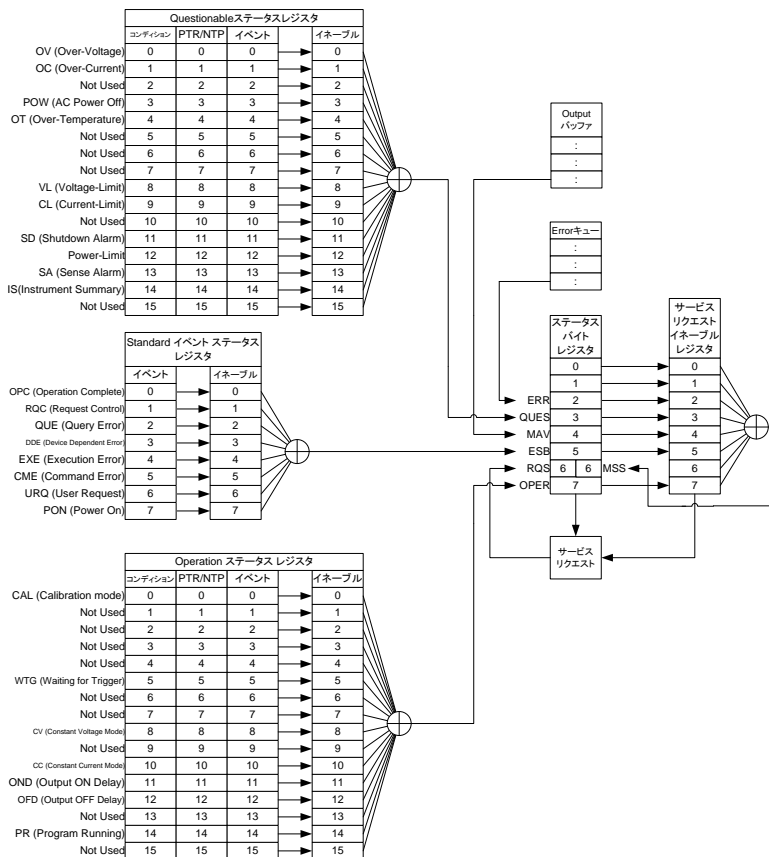 Questionableステータスレジスタ
コンディション PTR/NTP イベント イネーブル
OV (Over-Voltage) 0 0 0 0
OC (Over-Current) 1 1 1 1
Not Used 2 2 2 2
POW (AC Power Off) 3 3 3 3
OT (Over-Temperature) 4 4 4 4
Not Used 5 5 5 5
Not Used 6 6 6 6
Not Used 7 7 7 7
VL (Voltage-Limit) 8 8 8 8
CL (Current-Limit) 9 9 9 9
Not Used 10 10 10 10
SD (Shutdown Alarm) 11 11 11 11
Power-Limit 12 12 12 12
SA (Sense Alarm) 13 13 13 13
IS(Instrument Summary) 14 14 14 14
Not Used 15 15 15 15
Output
バッファ
:
:
:
Errorキュー
:
:
:
Standard イベント ステータス
レジスタ
イベント イネーブル
OPC (Operation Complete) 0 0
RQC (Request Control) 1 1
QUE (Query Error) 2 2
DDE (Device Dependent Error) 3 3
EXE (Execution Error) 4 4
CME (Command Error) 5 5
URQ (User Request) 6 6
PON (Power On) 7 7
ステータス
バイト
レジスタ
サービス
リクエスト
イネーブル
レジスタ
0 0
1 1
ERR 2 2
QUES 3 3
MAV 4 4
ESB 5 5
RQS 6 6 MSS 6
OPER 7 7
サービス
リクエスト
Operation ステータス レジスタ
コンディション PTR/NTP イベント イネーブル
CAL (Calibration mode) 0 0 0 0
Not Used 1 1 1 1
Not Used 2 2 2 2
Not Used 3 3 3 3
Not Used 4 4 4 4
WTG (Waiting for Trigger) 5 5 5 5
Not Used 6 6 6 6
Not Used 7 7 7 7
CV (Constant Voltage Mode) 8 8 8 8
Not Used 9 9 9 9
CC (Constant Current Mode) 10 10 10 10
OND (Output ON Delay) 11 11 11 11
OFD (Output OFF Delay) 12 12 12 12
Not Used 13 13 13 13
PR (Program Running) 14 14 14 14
Not Used 15 15 15 15